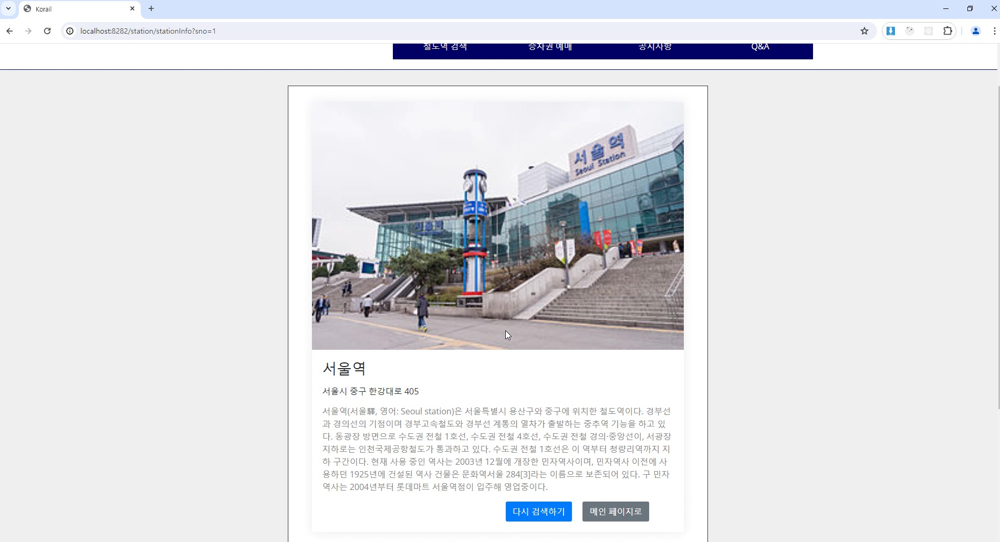 Korail
localhost:8282/station/stationInfo?sno=1
철도역 검색 승차권 예매 공지사항 Q&A
서울역
Seoul Station
서울역
서울역
서울시 중구 한강대로 405
서울역(서울驛, 영어: Seoul station)은 서울특별시 용산구와 중구에 위치한 철도역이다. 경부선
과 경의선의 기점이며 경부고속철도와 경부선 계통의 열차가 출발하는 중추역 기능을 하고 있
다. 동광장 방면으로 수도권 전철 1호선, 수도권 전철 4호선, 수도권 전철 경의·중앙선이, 서광장
지하로는 인천국제공항철도가 통과하고 있다. 수도권 전철 1호선은 이 역부터 청량리역까지 지
하 구간이다. 현재 사용 중인 역사는 2003년 12월에 개장한 민자역사이며, 민자역사 이전에 사
용하던 1925년에 건설된 역사 건물은 문화역서울 284[3]라는 이름으로 보존되어 있다. 구 민자
역사는 2004년부터 롯데마트 서울역점이 입주해 영업중이다.
다시 검색하기 메인 페이지로